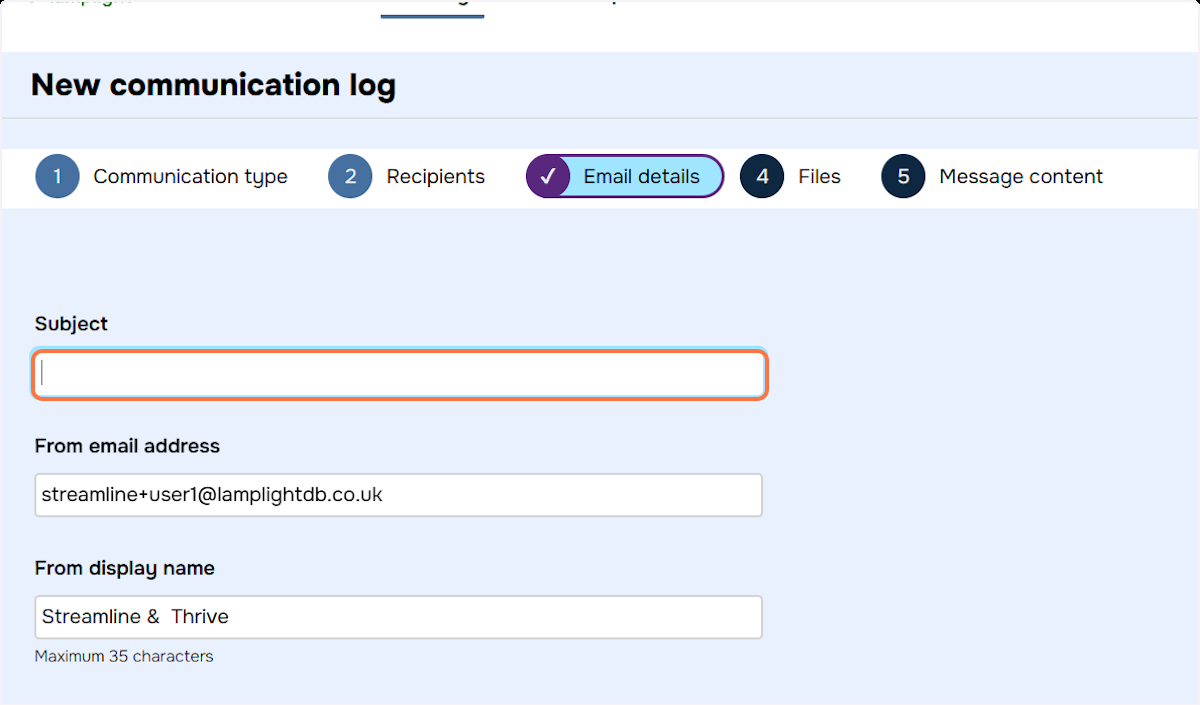 New communication log
1 Communication type 2 Recipients ✓ Email details 4 Files 5 Message content
Subject
From email address
streamline+user1@lamplightdb.co.uk
From display name
Streamline &  Thrive
Maximum 35 characters